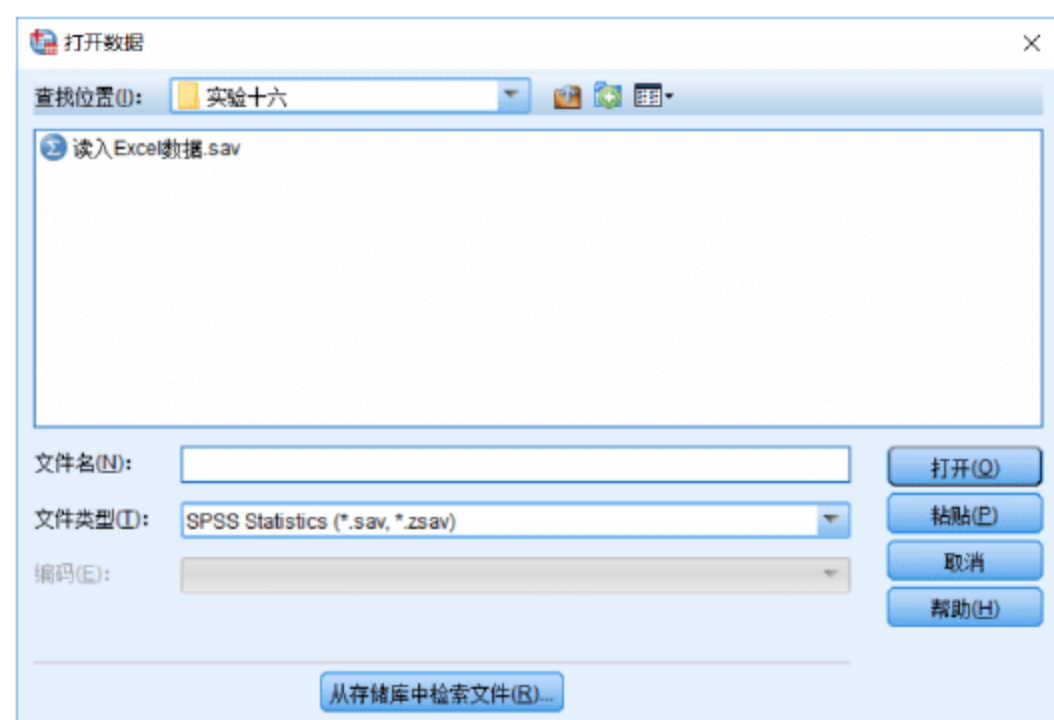 打开数据
查找位置(I): 实验十六
读入Excel数据.sav
文件名(N):
打开(O)
文件类型(T): SPSS Statistics (*.sav, *.zsav)
粘贴(P)
编码(E):
取消
帮助(H)
从存储库中检索文件(R)...